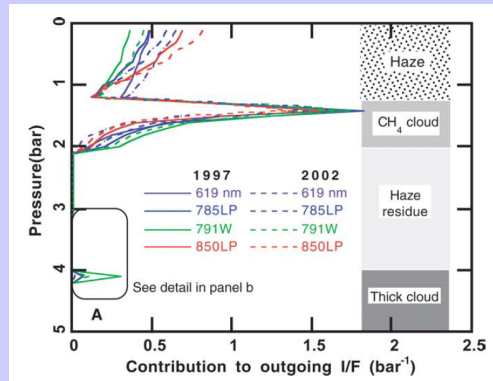 0
1
2
3
4
5
Pressure(bar)
Haze
CH4 cloud
Haze residue
Thick cloud
1997 2002
619 nm 619 nm
785LP 785LP
791W 791W
850LP 850LP
See detail in panel b
A
0 0.5 1 1.5 2 2.5
Contribution to outgoing I/F (bar-1)